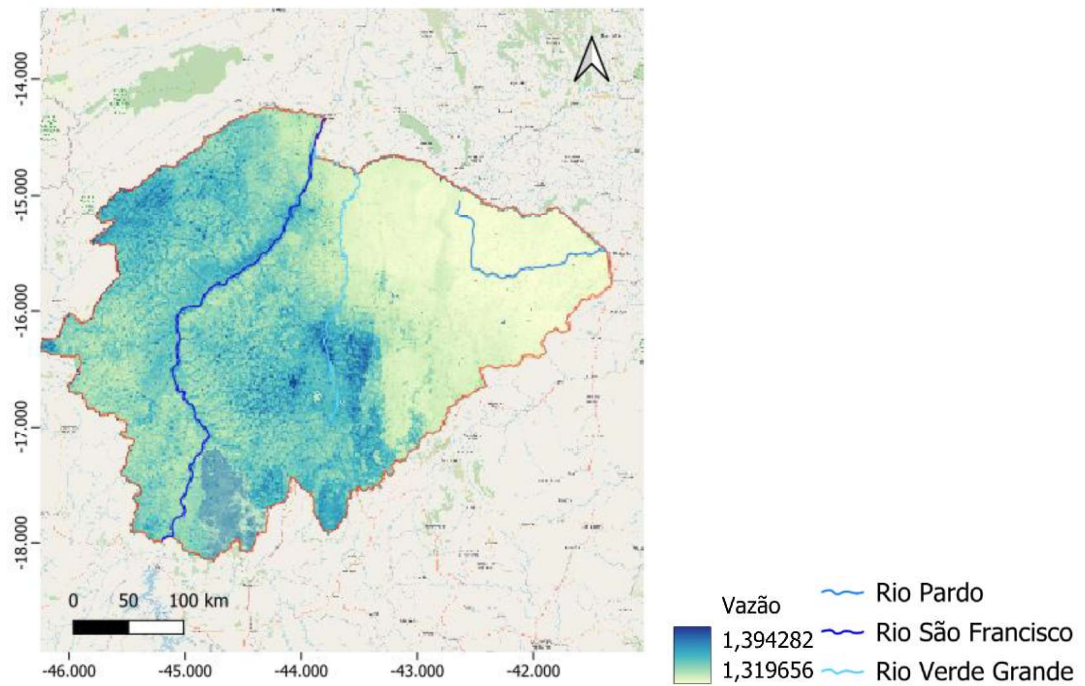 -14.000
-15.000
-16.000
-17.000
-18.000
0 50 100 km
-46.000 -45.000 -44.000 -43.000 -42.000
Vazão
1,394282
1,319656
Rio Pardo
Rio São Francisco
Rio Verde Grande